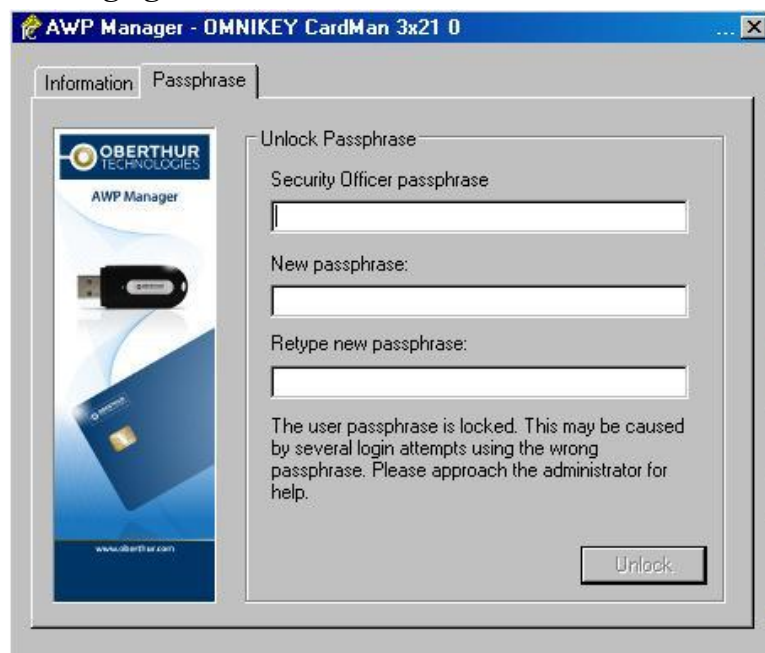 AWP Manager - OMNIKEY CardMan 3x21 0 ...
Information Passphrase
OBERTHUR
TECHNOLOGIES
AWP Manager
www.oberthur.com
Unlock Passphrase
Security Officer passphrase
New passphrase:
Retype new passphrase:
The user passphrase is locked. This may be caused
by several login attempts using the wrong
passphrase. Please approach the administrator for
help.
Unlock